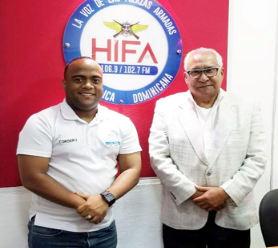 LA VOZ DE LAS FUERZAS ARMADAS
HIFA
106.9 / 102.7 FM
DOMINICANA